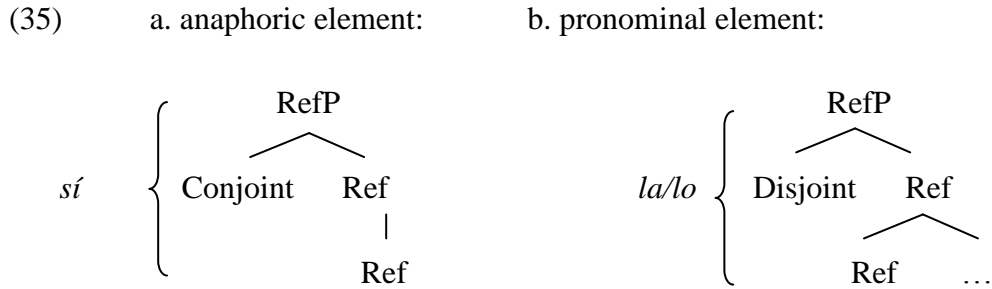 (35) a. anaphoric element: b. pronominal element:
RefP RefP
sí Conjoint Ref la/lo Disjoint Ref
Ref Ref …